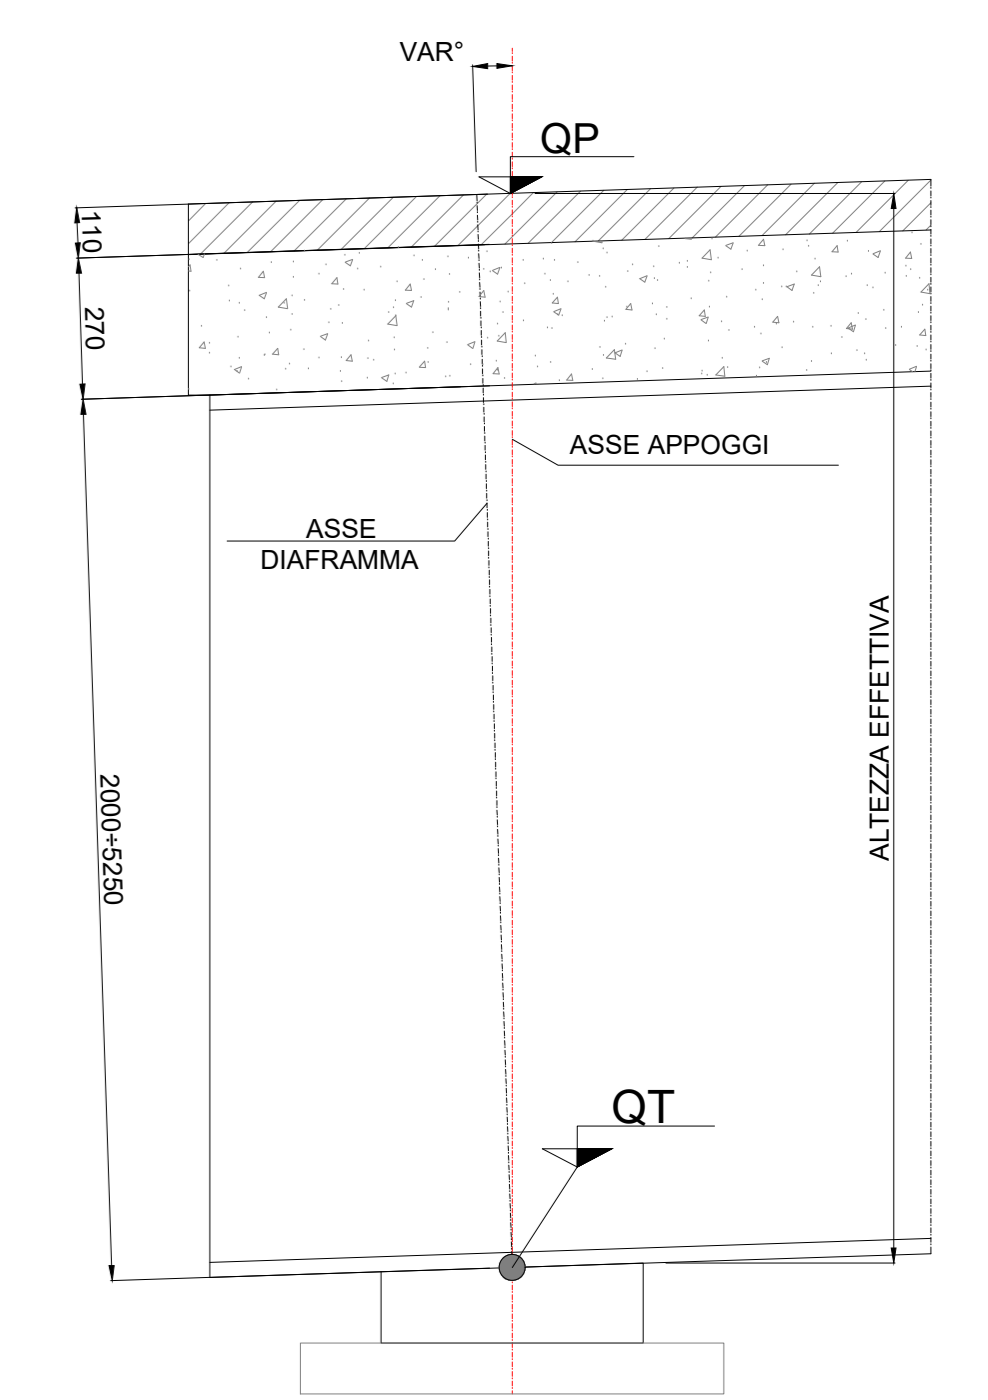 VAR°
QP
110
270
ASSE APPOGGI
ASSE
DIAFRAMMA
ALTEZZA EFFETTIVA
2000÷5250
QT